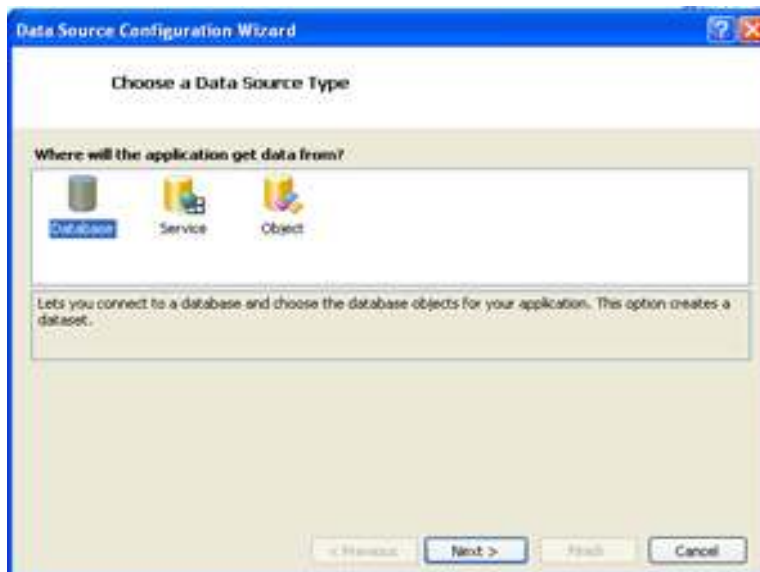 Data Source Configuration Wizard
Choose a Data Source Type
Where will the application get data from?
Database Service Object
Lets you connect to a database and choose the database objects for your application. This option creates a
dataset.
< Previous Next > Finish Cancel